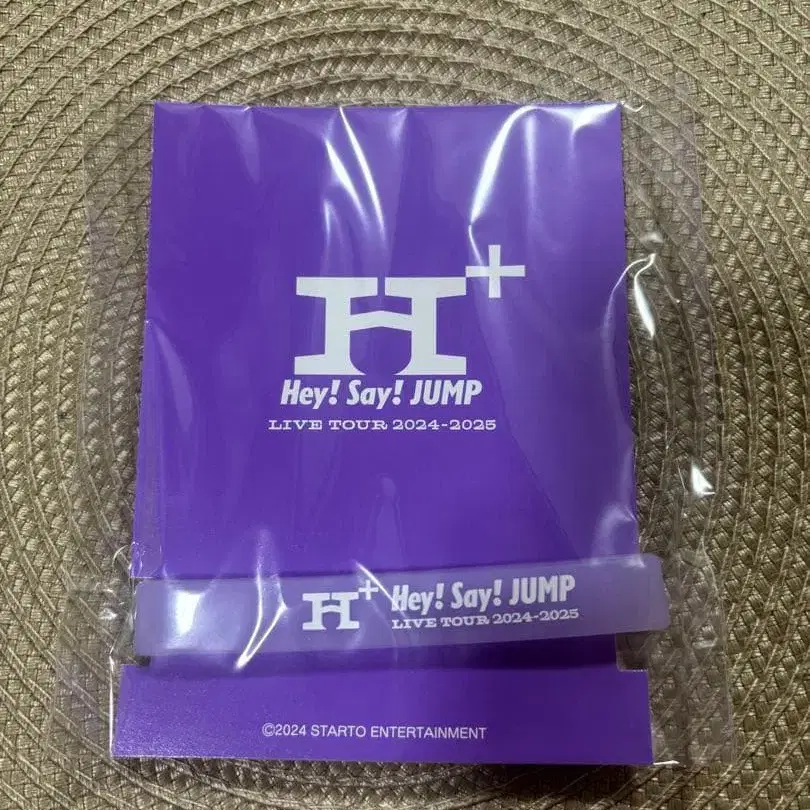 H+
Hey! Say! JUMP
LIVE TOUR 2024-2025
H+ Hey! Say! JUMP
LIVE TOUR 2024-2025
©2024 STARTO ENTERTAINMENT